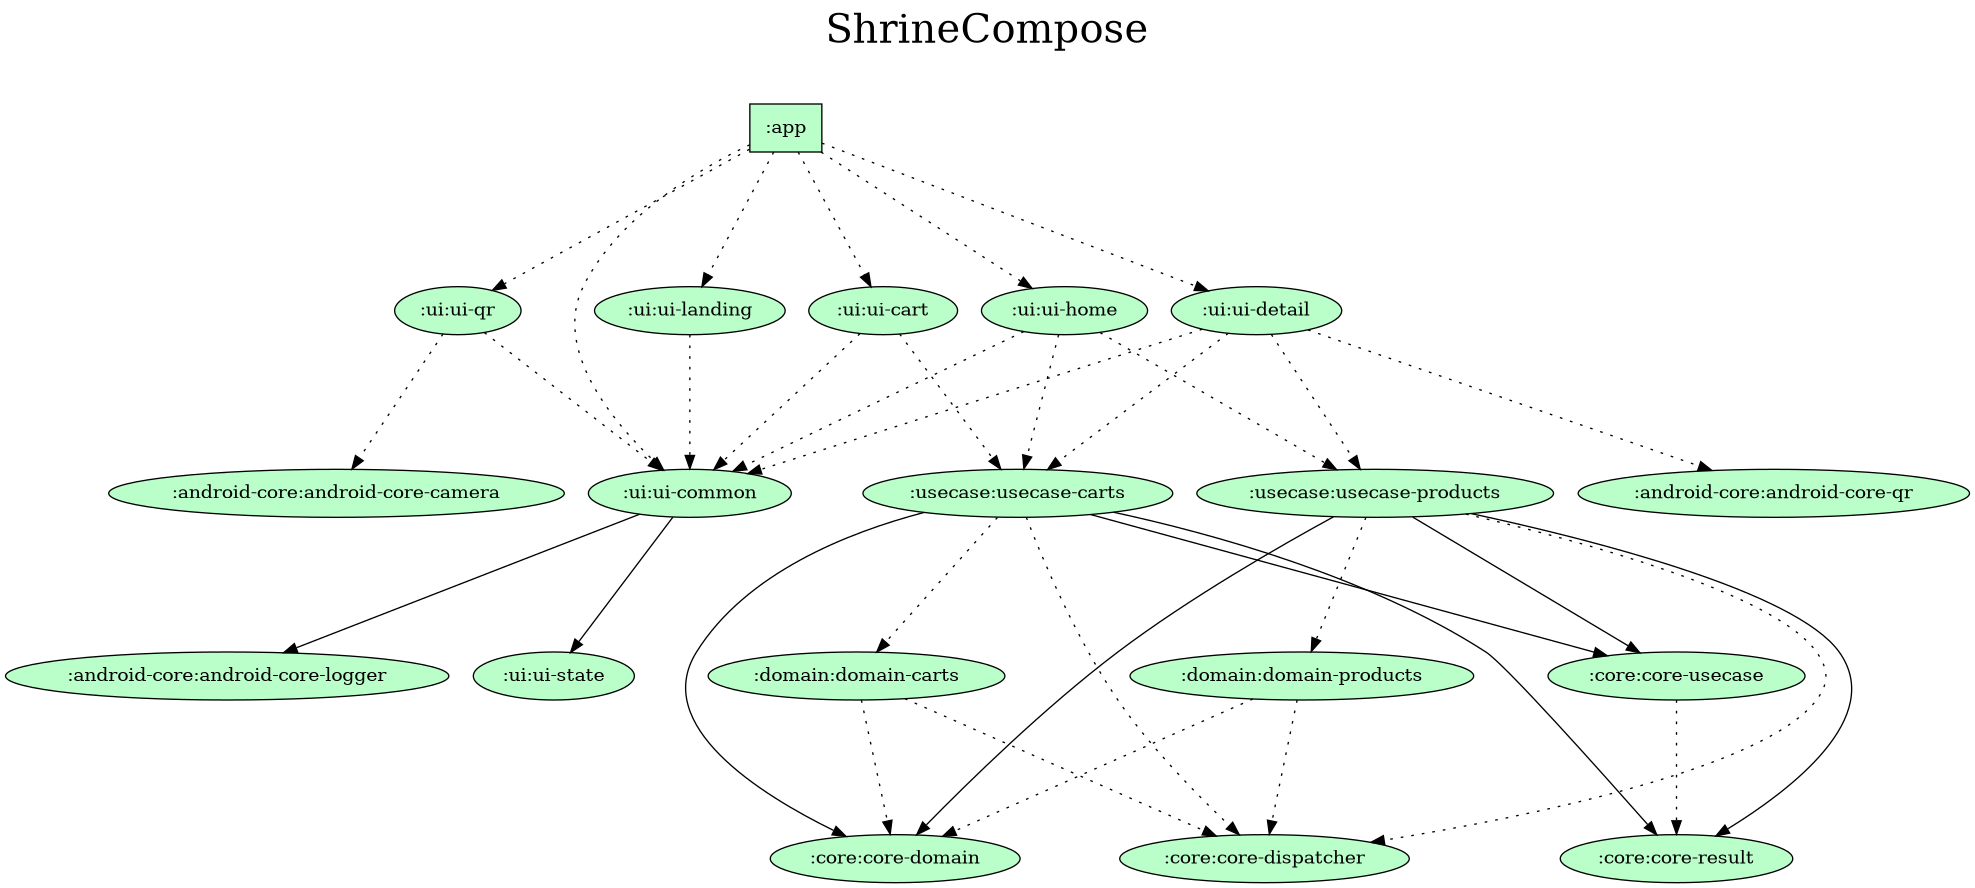 ShrineCompose
:app
:ui:ui-qr
:ui:ui-landing
:ui:ui-cart
:ui:ui-home
:ui:ui-detail
:android-core:android-core-camera
:ui:ui-common
:usecase:usecase-carts
:usecase:usecase-products
:android-core:android-core-qr
:android-core:android-core-logger
:ui:ui-state
:domain:domain-carts
:domain:domain-products
:core:core-usecase
:core:core-domain
:core:core-dispatcher
:core:core-result